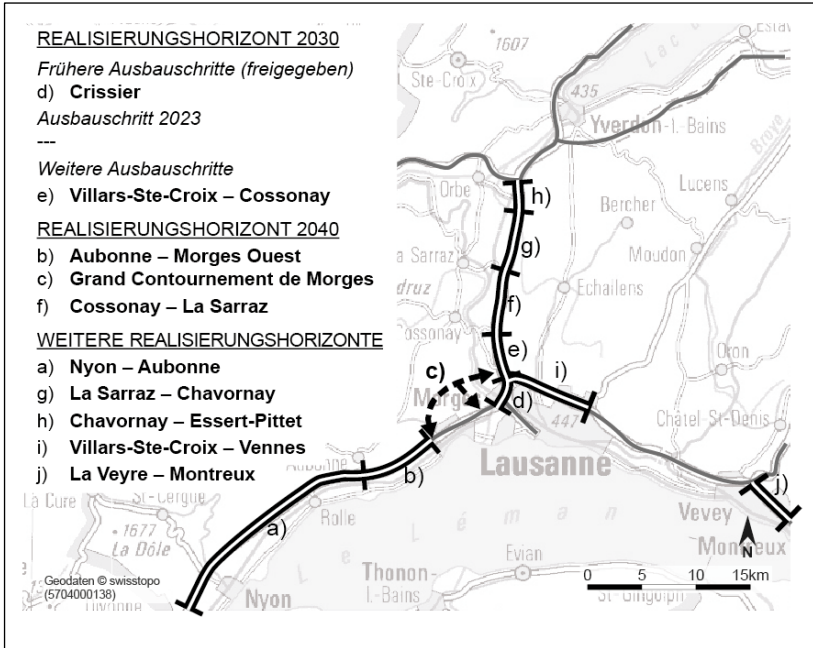 REALISIERUNGSHORIZONT 2030
Frühere Ausbauschritte (freigegeben)
d) Crissier
Ausbauschritt 2023
---
Weitere Ausbauschritte
e) Villars-Ste-Croix – Cossonay
REALISIERUNGSHORIZONT 2040
b) Aubonne – Morges Ouest
c) Grand Contournement de Morges
f) Cossonay – La Sarraz
WEITERE REALISIERUNGSHORIZONTE
a) Nyon – Aubonne
g) La Sarraz – Chavornay
h) Chavornay – Essert-Pittet
i) Villars-Ste-Croix – Vennes
j) La Veyre – Montreux
1607
Lac
Ste-Croix
435
Yverdon-l.-Bains
Broye
Orbe
h)
Lucens
Bercher
g)
Moudon
a Sarraz
druz
f)
Echallens
Cossonay
e)
Oron
i)
c)
Morg
d)
447
Châtel-St-Denis
Lausanne
Aubonne
b)
j)
La Cure
St-Cergue
Rolle
Vevey
N
1677
La Dôle
a)
Le Léman
Montreux
Evian
0 5 10 15km
Thonon-
l.-Bains
St-Gingolph
Geodaten © swisstopo
(5704000138)
Nyon